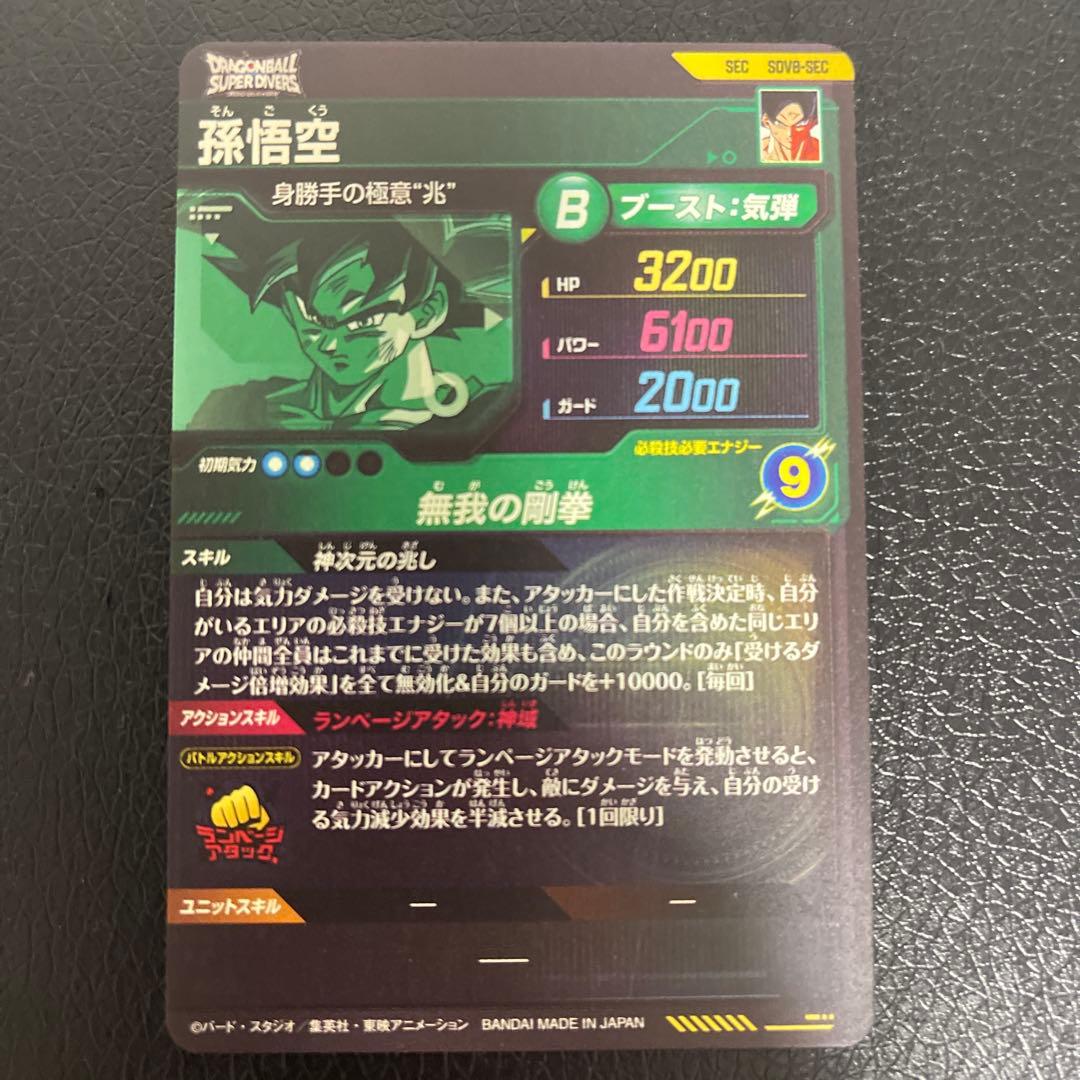 DRAGONBALL
SUPER DIVERS
SEC SDV8-SEC
そん ご くう
孫悟空
身勝手の極意“兆”
B ブースト:気弾
HP 3200
パワー 6100
ガード 2000
初期気力
必殺技必要エナジー
9
む が ごう けん
無我の剛拳
スキル
しん じ げん きざ
神次元の兆し
自分は気力ダメージを受けない。また、アタッカーにした作戦決定時、自分
がいるエリアの必殺技エナジーが7個以上の場合、自分を含めた同じエリ
アの仲間全員はこれまでに受けた効果も含め、このラウンドのみ「受けるダ
メージ倍増効果」を全て無効化&自分のガードを+10000。[毎回]
アクションスキル
しん いき
ランページアタック:神域
バトルアクションスキル
ランページ
アタック
アタッカーにしてランページアタックモードを発動させると、
カードアクションが発生し、敵にダメージを与え、自分の受け
る気力減少効果を半減させる。[1回限り]
ユニットスキル
— —
—
©バード・スタジオ/集英社・東映アニメーション BANDAI MADE IN JAPAN